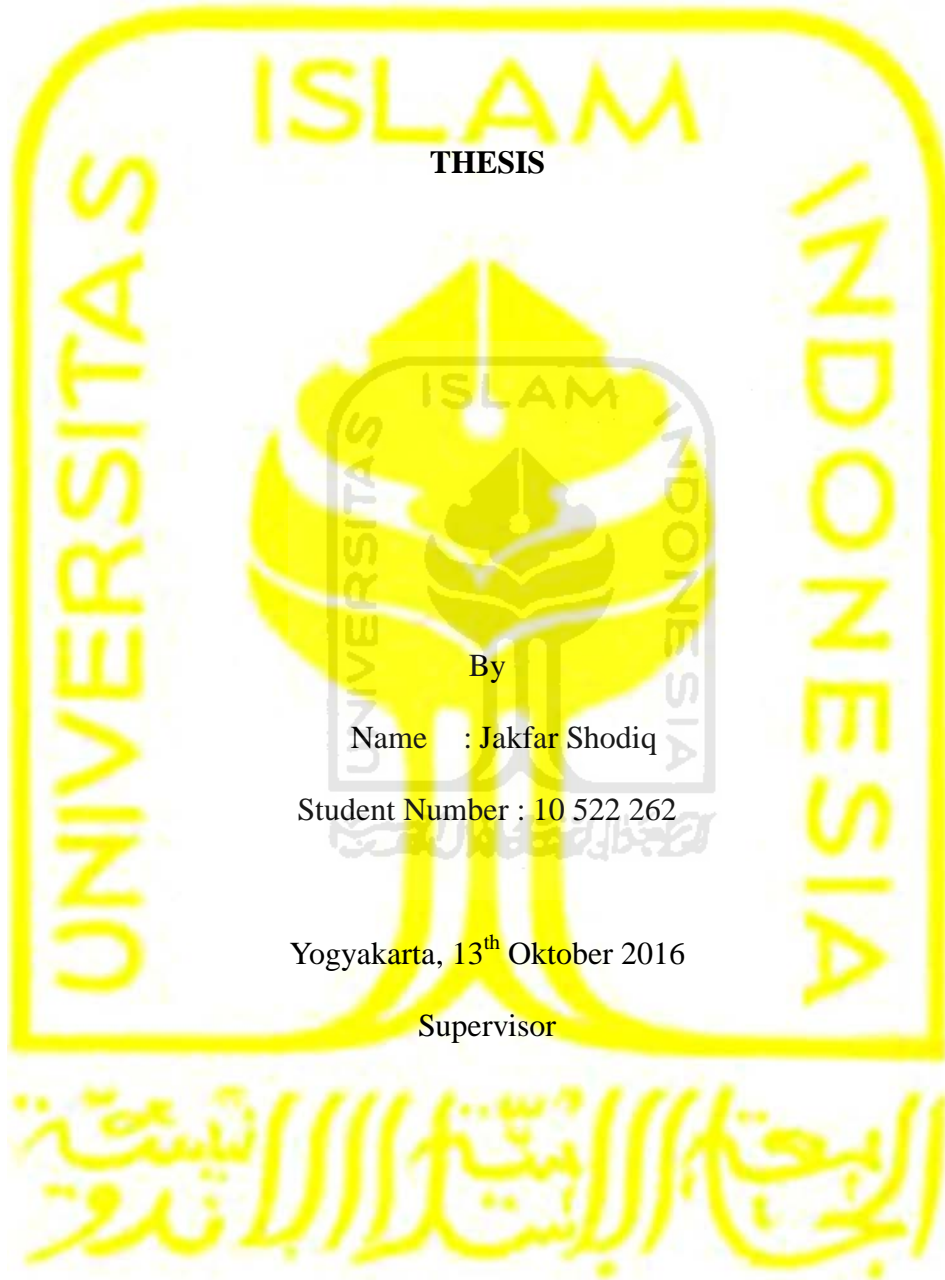 ISLAM
UNIVERSITAS
INDONESIA
THESIS
ISLAM
UNIVERSITAS
INDONESIA
By
Name : Jakfar Shodiq
Student Number : 10 522 262
Yogyakarta, 13th Oktober 2016
Supervisor